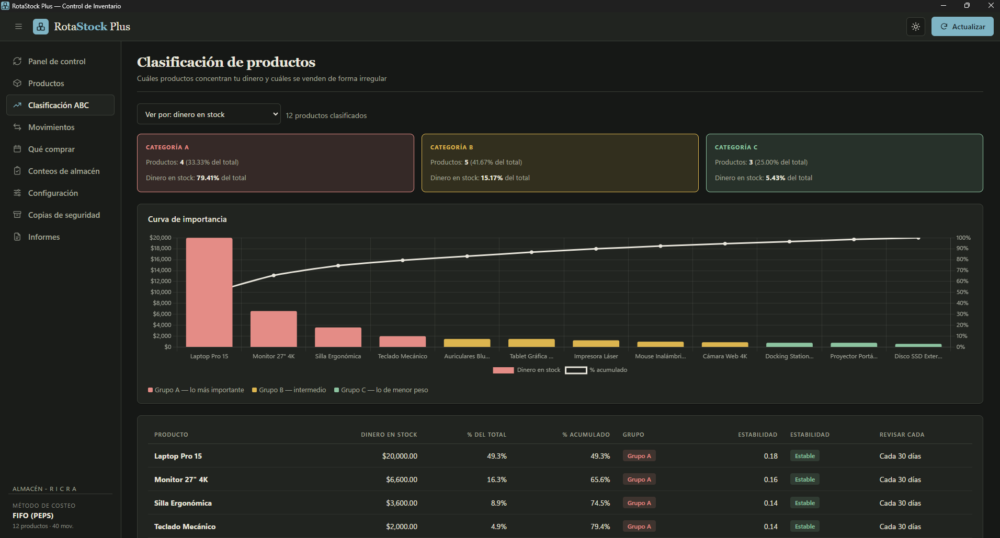 RotaStock Plus — Control de Inventario
RotaStock Plus
Actualizar
Panel de control
Productos
Clasificación ABC
Movimientos
Qué comprar
Conteos de almacén
Configuración
Copias de seguridad
Informes
ALMACÉN - R I C R A
MÉTODO DE COSTEO
FIFO (PEPS)
12 productos · 40 mov.
Clasificación de productos
Cuáles productos concentran tu dinero y cuáles se venden de forma irregular
Ver por: dinero en stock
12 productos clasificados
CATEGORÍA A
Productos: 4 (33.33% del total)
Dinero en stock: 79.41% del total
CATEGORÍA B
Productos: 5 (41.67% del total)
Dinero en stock: 15.17% del total
CATEGORÍA C
Productos: 3 (25.00% del total)
Dinero en stock: 5.43% del total
Curva de importancia
$20,000
$18,000
$16,000
$14,000
$12,000
$10,000
$8,000
$6,000
$4,000
$2,000
$0
100%
90%
80%
70%
60%
50%
40%
30%
20%
10%
0%
Laptop Pro 15
Monitor 27" 4K
Silla Ergonómica
Teclado Mecánico
Auriculares Blu...
Tablet Gráfica ...
Impresora Láser
Mouse Inalámbri...
Cámara Web 4K
Docking Station...
Proyector Portá...
Disco SSD Exter...
Dinero en stock
% acumulado
Grupo A — lo más importante
Grupo B — intermedio
Grupo C — lo de menor peso
PRODUCTO DINERO EN STOCK % DEL TOTAL % ACUMULADO GRUPO ESTABILIDAD ESTABILIDAD REVISAR CADA
Laptop Pro 15 $20,000.00 49.3% 49.3% Grupo A 0.18 Estable Cada 30 días
Monitor 27" 4K $6,600.00 16.3% 65.6% Grupo A 0.16 Estable Cada 30 días
Silla Ergonómica $3,600.00 8.9% 74.5% Grupo A 0.14 Estable Cada 30 días
Teclado Mecánico $2,000.00 4.9% 79.4% Grupo A 0.14 Estable Cada 30 días